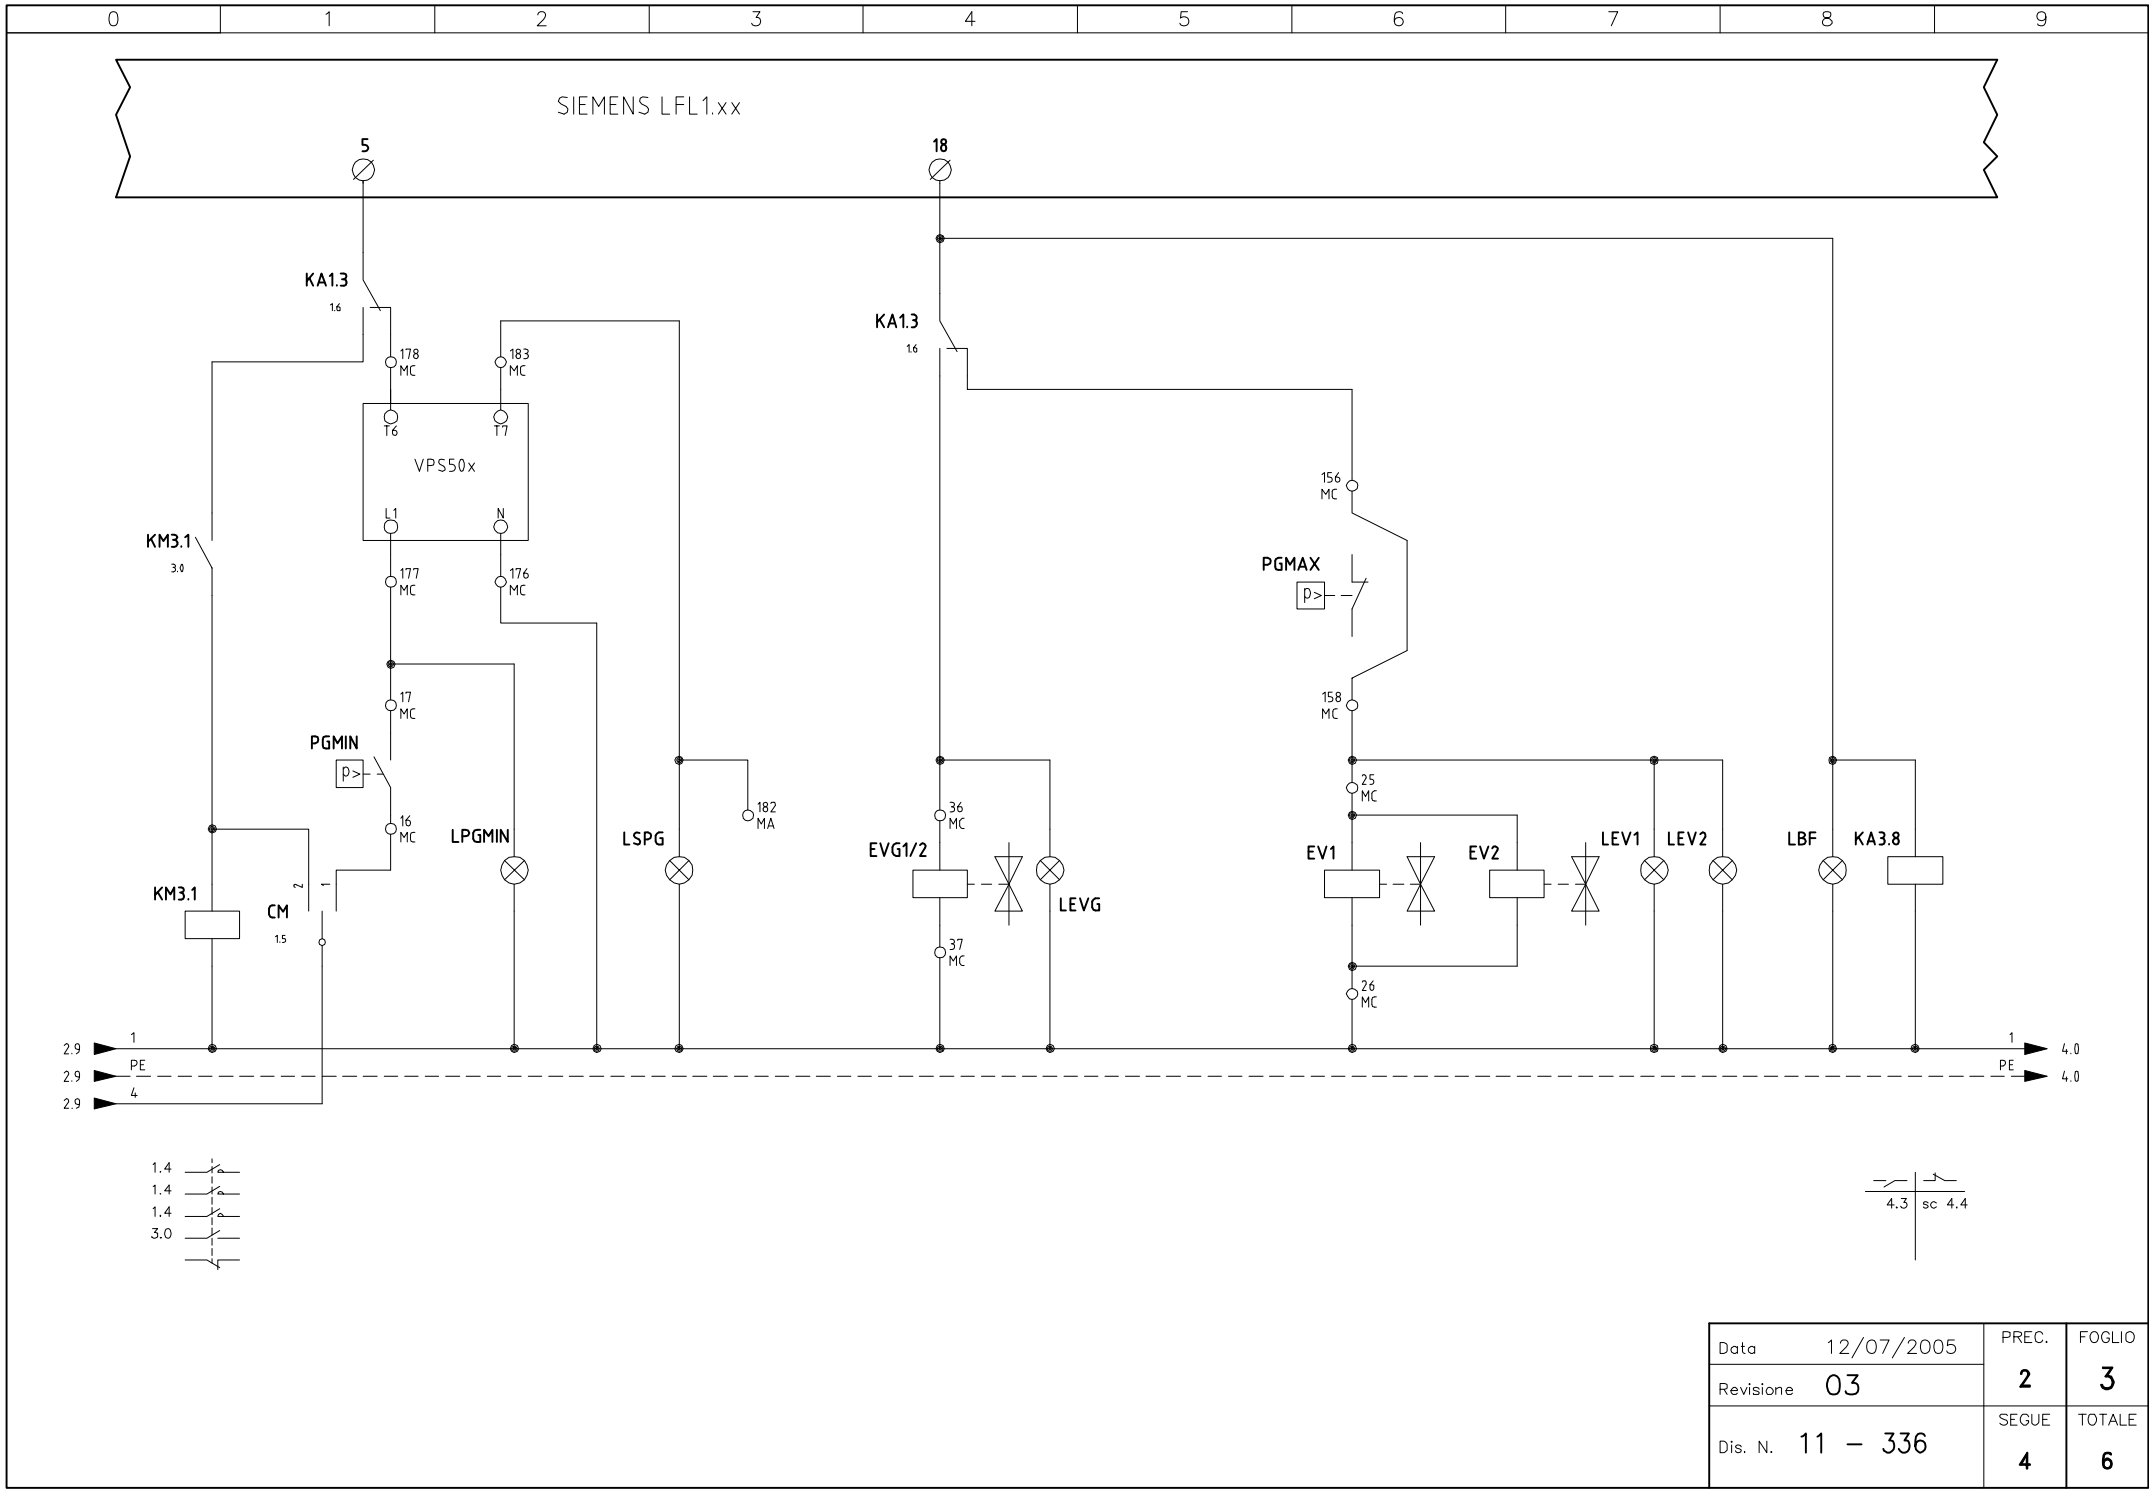 0 1 2 3 4 5 6 7 8 9
SIEMENS LFL1.xx
5
18
KA1.3
1.6
KA1.3
1.6
178
MC
183
MC
T6
T7
VPS50x
L1
N
156
MC
KM3.1
3.0
PGMAX
p>
177
MC
176
MC
17
MC
158
MC
PGMIN
p>
25
MC
182
MA
36
MC
16
MC
LPGMIN
LSPG
EVG1/2
EV1
EV2
LEV1
LEV2
LBF
KA3.8
KM3.1
2
1
CM
1.5
LEVG
37
MC
26
MC
2.9
1
1
4.0
2.9
PE
PE
4.0
2.9
4
1.4
1.4
1.4
3.0
4.3
sc 4.4
Data 12/07/2005
PREC.
2
FOGLIO
3
Revisione 03
Dis. N. 11 - 336
SEGUE
4
TOTALE
6